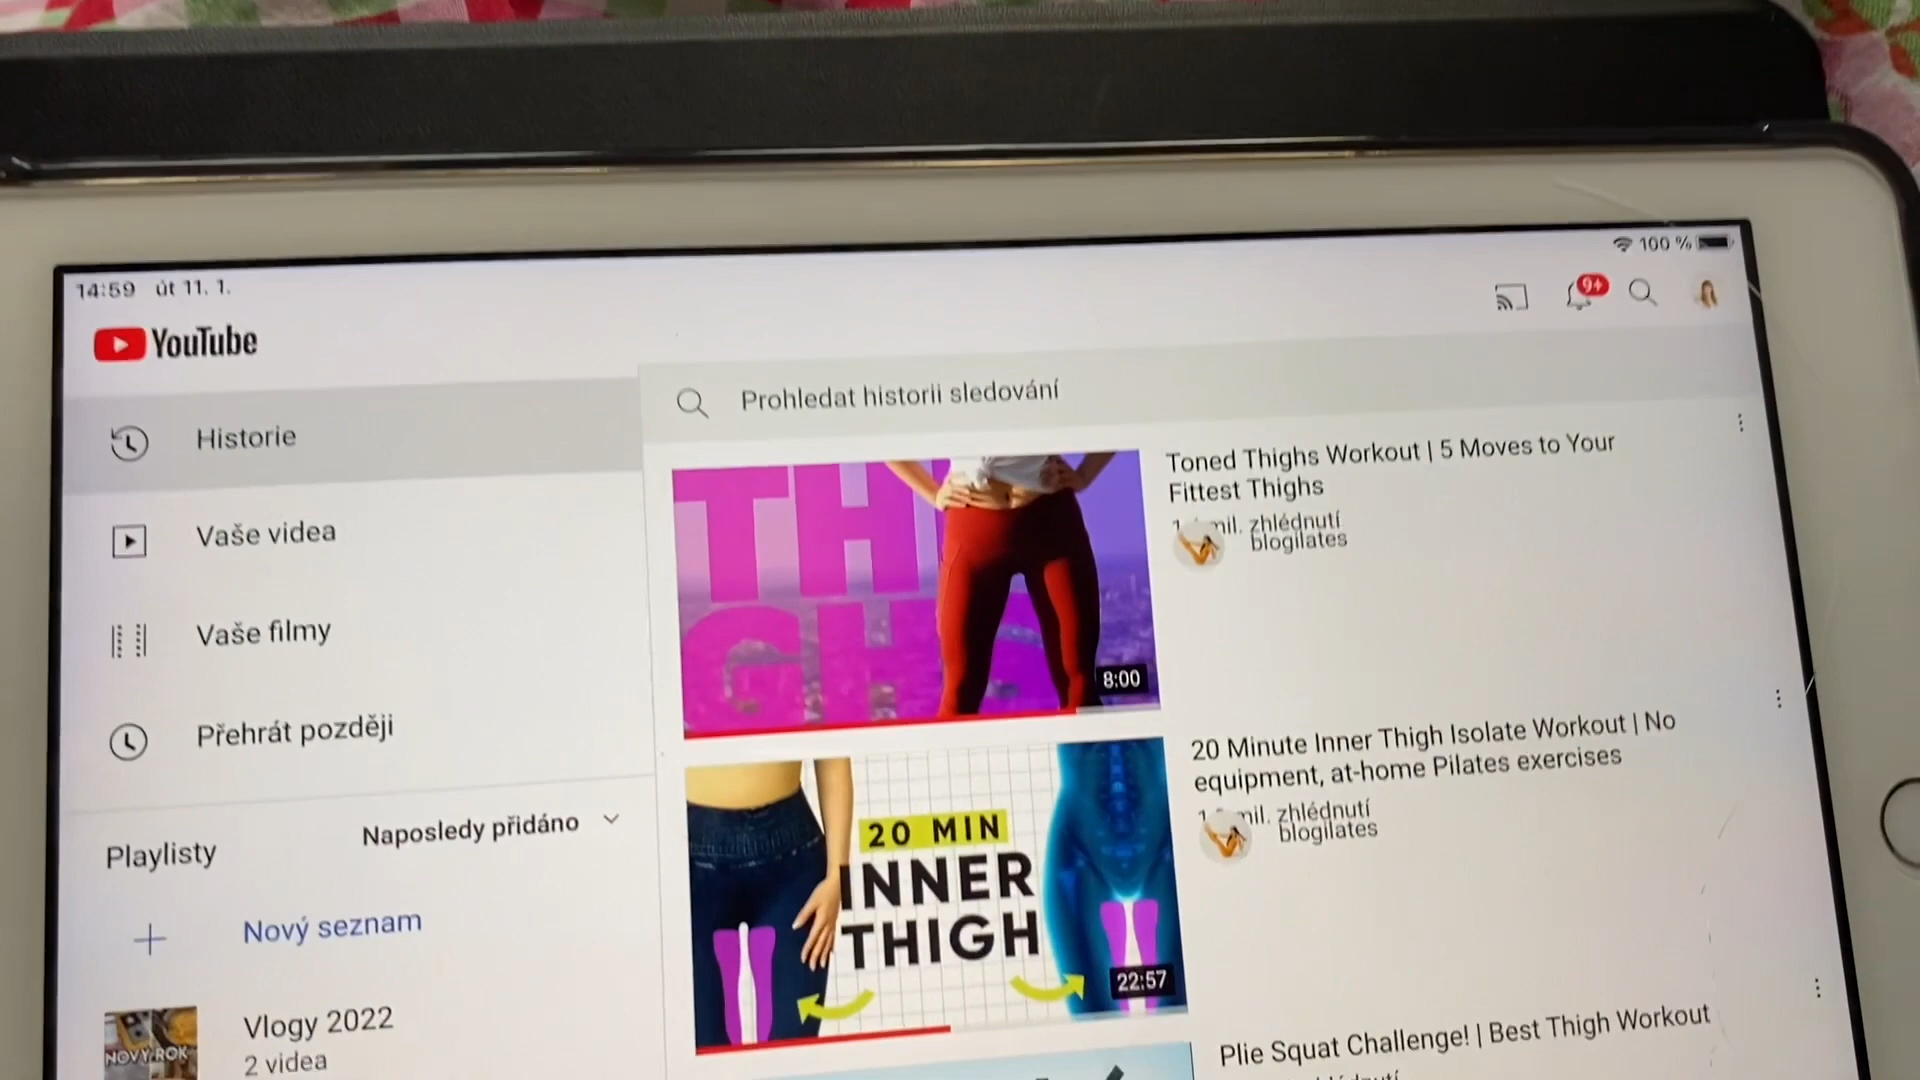 14:59 út 11. 1.
100 %
YouTube
9+
Historie
Vaše videa
Vaše filmy
Přehrát později
Playlisty
Naposledy přidáno
Nový seznam
NOVÝ ROK
Vlogy 2022
2 videa
Prohledat historii sledování
THI
GH
8:00
Toned Thighs Workout | 5 Moves to Your
Fittest Thighs
mil. zhlédnutí
blogilates
20 MIN
INNER
THIGH
22:57
20 Minute Inner Thigh Isolate Workout | No
equipment, at-home Pilates exercises
mil. zhlédnutí
blogilates
Plie Squat Challenge! | Best Thigh Workout